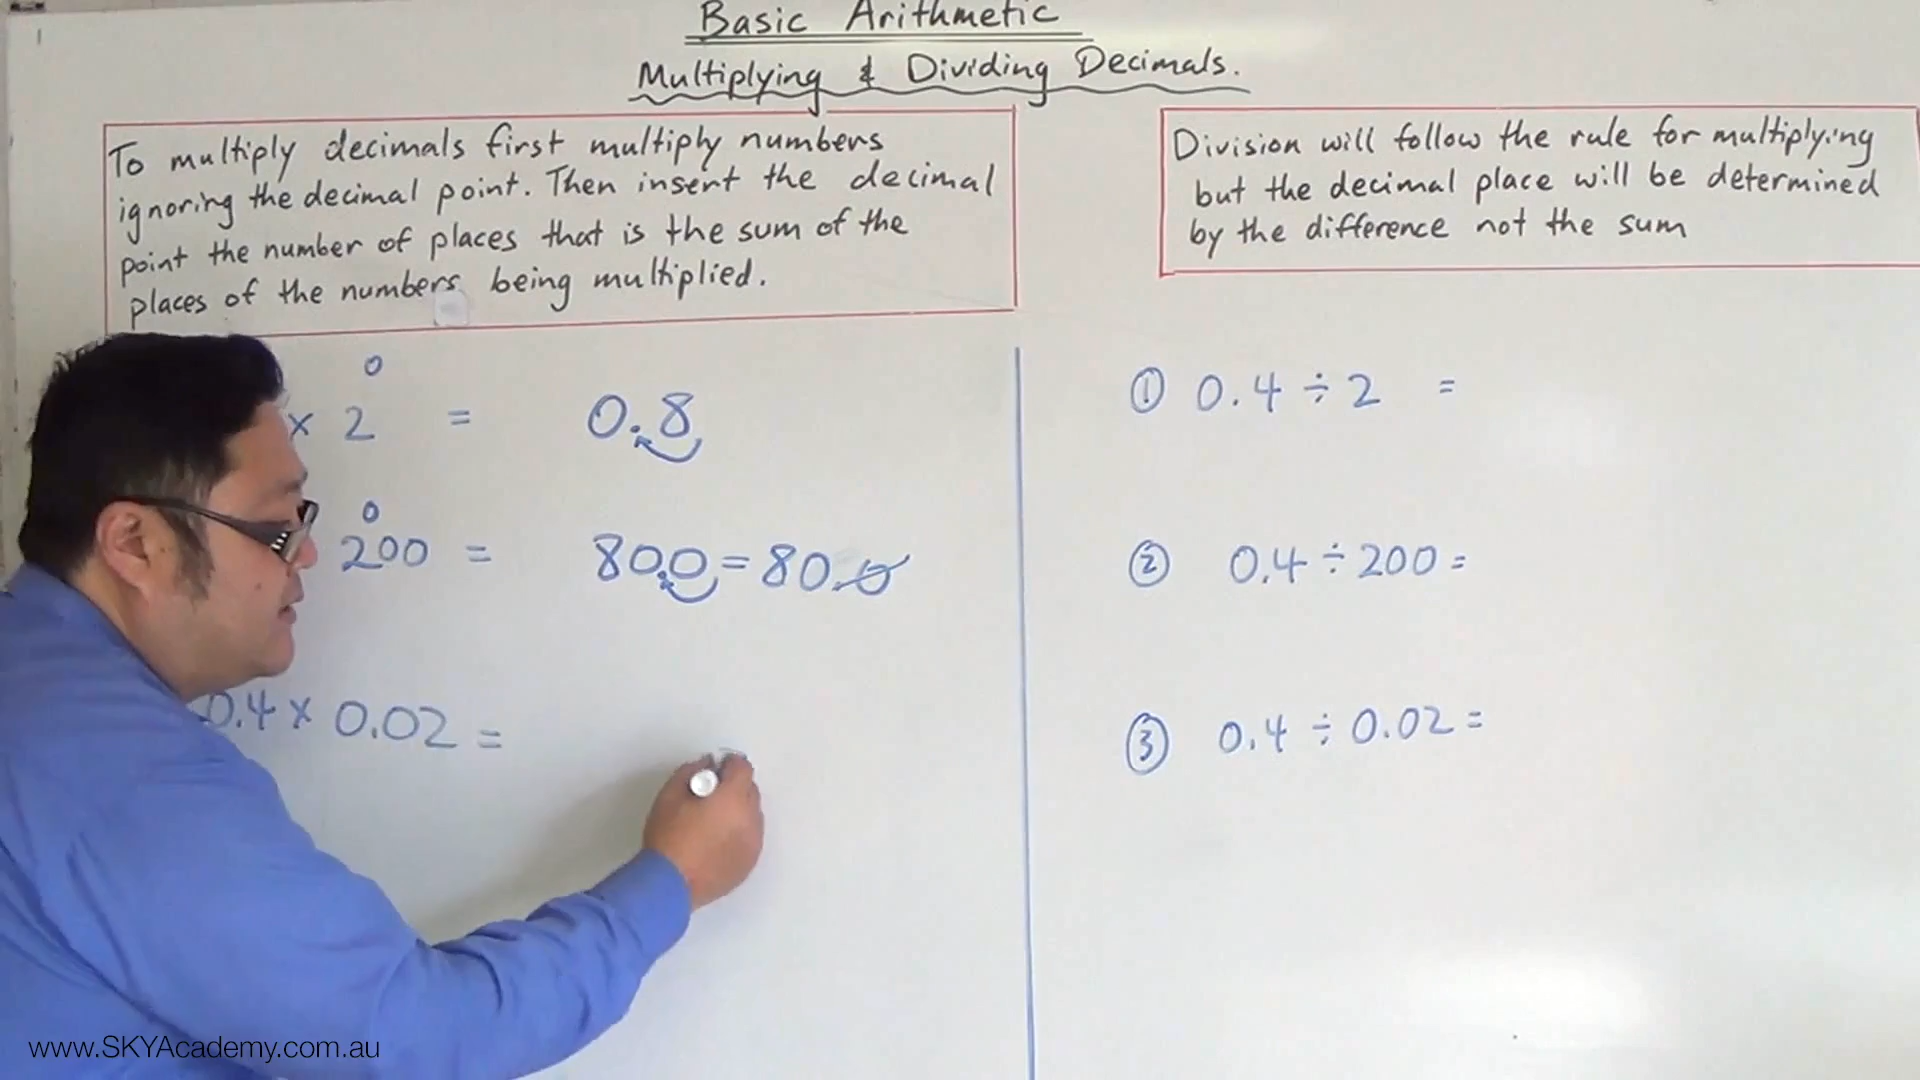 Basic Arithmetic
Multiplying & Dividing Decimals.
To multiply decimals first multiply numbers
ignoring the decimal point. Then insert the decimal
point the number of places that is the sum of the
places of the numbers being multiplied.
Division will follow the rule for multiplying
but the decimal place will be determined
by the difference not the sum
0
x 2 = 0.8
0
200 = 80.0 = 80.0
0.4 x 0.02 =
① 0.4 ÷ 2 =
② 0.4 ÷ 200 =
③ 0.4 ÷ 0.02 =
www.SKYAcademy.com.au